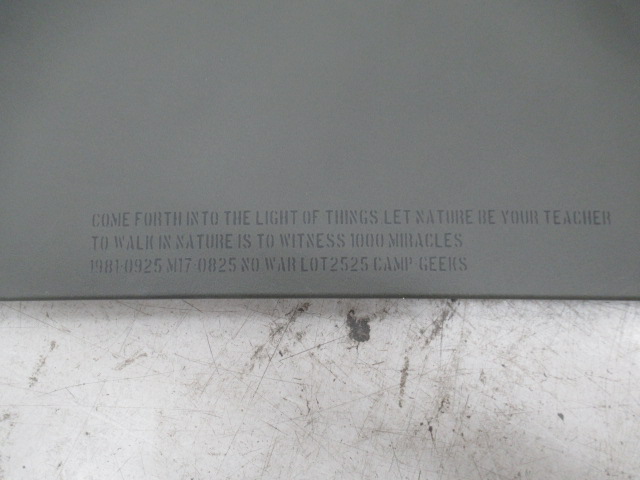 COME FORTH INTO THE LIGHT OF THINGS LET NATURE BE YOUR TEACHER
TO WALK IN NATURE IS TO WITNESS 1000 MIRACLES
1981-0925 M17-0825 NO WAR LOT2525 CAMP GEEKS